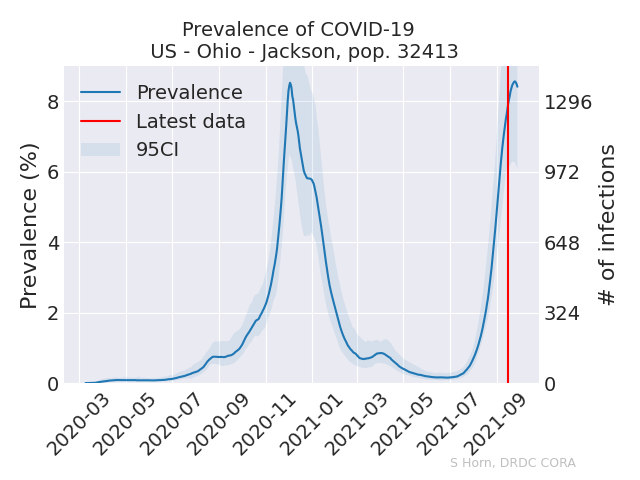 Prevalence of COVID-19
US - Ohio - Jackson, pop. 32413
Prevalence
Latest data
95CI
Prevalence (%)
8
6
4
2
0
1296
972
648
324
0
# of infections
2020-03
2020-05
2020-07
2020-09
2020-11
2021-01
2021-03
2021-05
2021-07
2021-09
S Horn, DRDC CORA